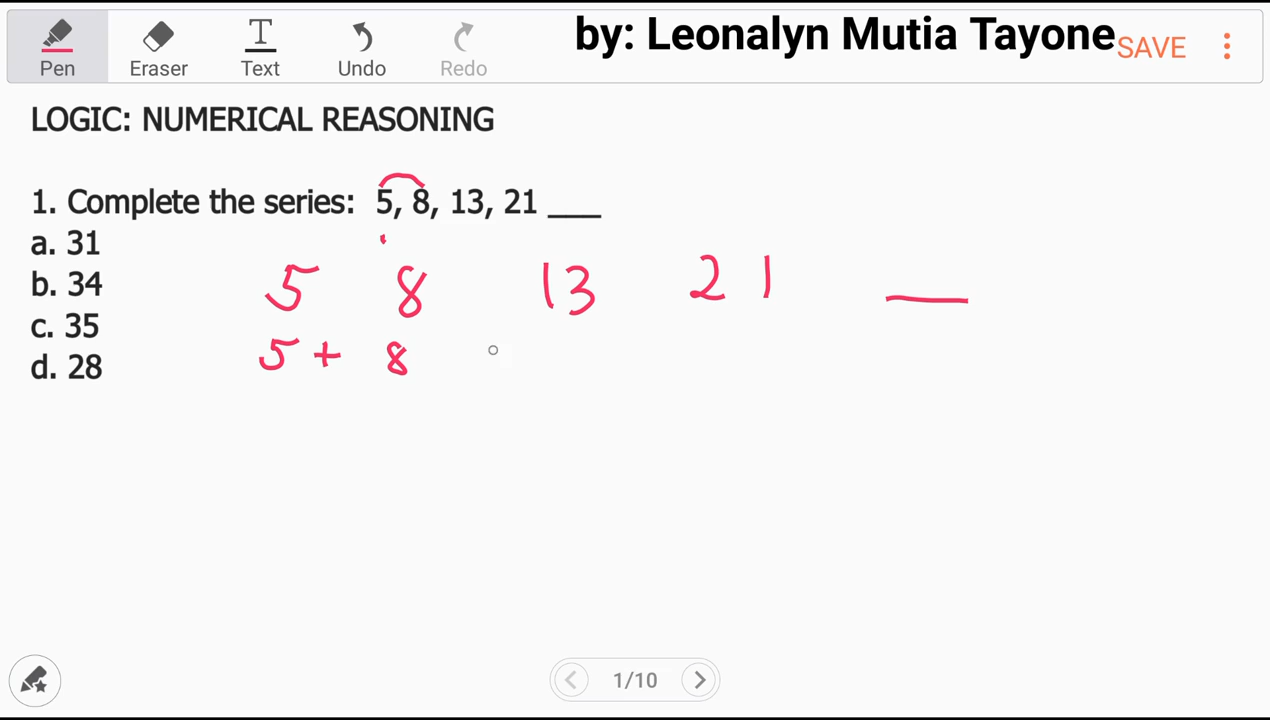 by: Leonalyn Mutia Tayone
Pen Eraser Text Undo Redo SAVE
LOGIC: NUMERICAL REASONING
1. Complete the series: 5, 8, 13, 21 ___
a. 31
b. 34
c. 35
d. 28
5 8 13 21 __
5 + 8
1/10